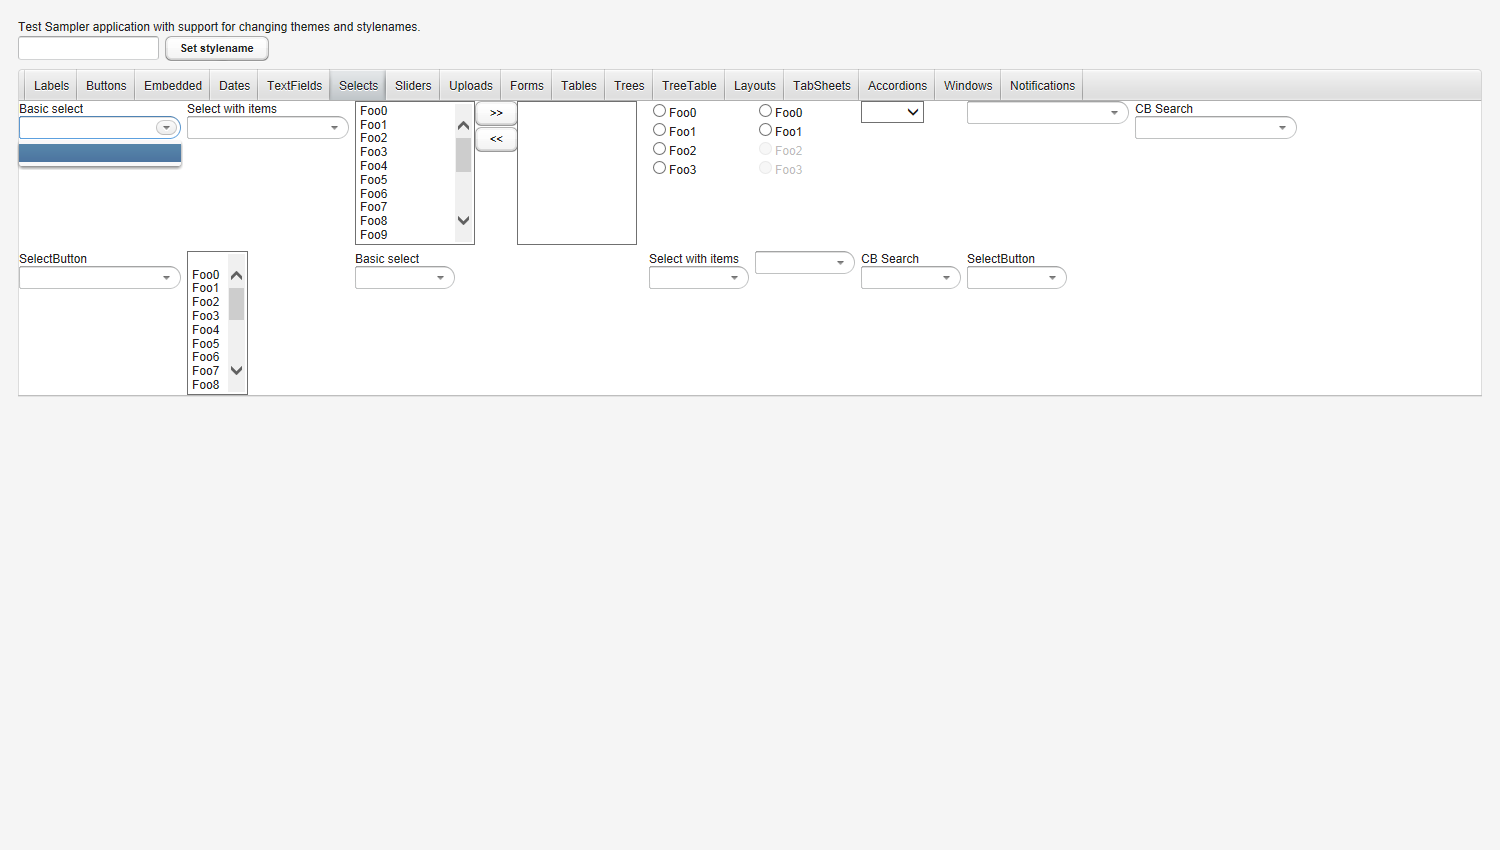 Test Sampler application with support for changing themes and stylenames.
Set stylename
Labels Buttons Embedded Dates TextFields Selects Sliders Uploads Forms Tables Trees TreeTable Layouts TabSheets Accordions Windows Notifications
Basic select
Select with items
Foo0
Foo1
Foo2
Foo3
Foo4
Foo5
Foo6
Foo7
Foo8
Foo9
>>
<<
Foo0
Foo1
Foo2
Foo3
Foo0
Foo1
Foo2
Foo3
CB Search
SelectButton
Foo0
Foo1
Foo2
Foo3
Foo4
Foo5
Foo6
Foo7
Foo8
Basic select
Select with items
CB Search
SelectButton